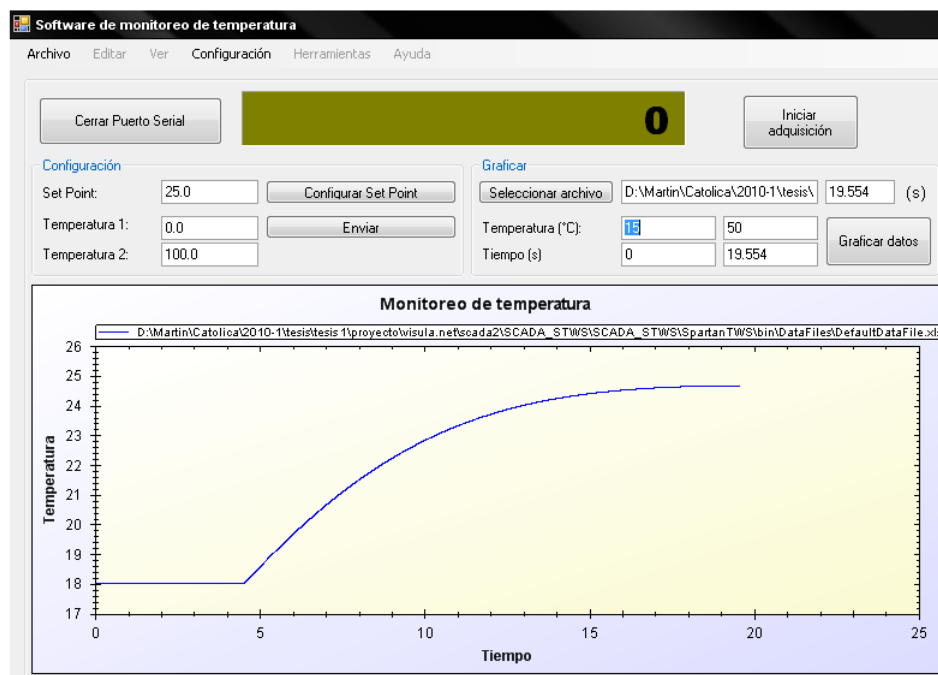 Software de monitoreo de temperatura
Archivo Editar Ver Configuración Herramientas Ayuda
Cerrar Puerto Serial
0
Iniciar
adquisición
Configuración
Set Point: 25.0 Configurar Set Point
Temperatura 1: 0.0 Enviar
Temperatura 2: 100.0
Graficar
Seleccionar archivo D:\Martin\Catolica\2010-1\tesis\ 19.554 (s)
Temperatura (°C): 15 50
Tiempo (s) 0 19.554
Graficar datos
Monitoreo de temperatura
D:\Martin\Catolica\2010-1\tesis\tesis 1\proyecto\visula.net\scada2\SCADA_STWS\SCADA_STWS\SpartanTWS\bin\DataFiles\DefaultDataFile.xls
Temperatura
26
25
24
23
22
21
20
19
18
17
0 5 10 15 20 25
Tiempo